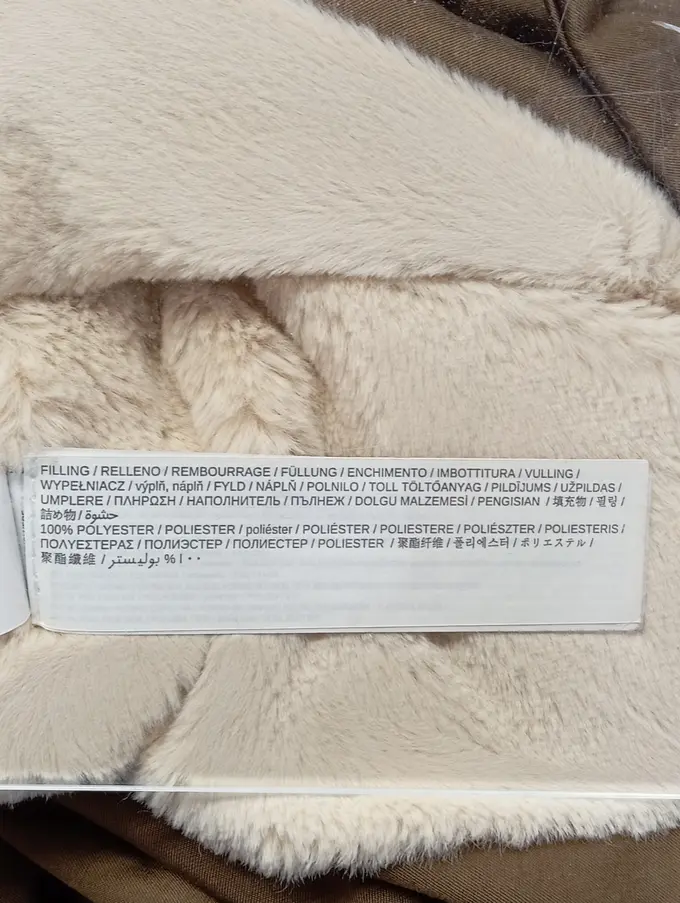 FILLING / RELLENO / REMBOURRAGE / FÜLLUNG / ENCHIMENTO / IMBOTTITURA / VULLING /
WYPEŁNIACZ / výplň, náplň / FYLD / NÁPLŇ / POLNILO / TOLL TÖLTŐANYAG / PILDĪJUMS / UŽPILDAS /
UMPLERE / ΠΛΗΡΩΣΗ / НАПОЛНИТЕЛЬ / ПЪЛНЕЖ / DOLGU MALZEMESİ / PENGISIAN / 填充物 / 필링 /
詰め物 / حشوة /
100% POLYESTER / POLIESTER / poliéster / POLIÉSTER / POLIESTERE / POLIÉSZTER / POLIESTERIS /
ΠΟΛΥΕΣΤΕΡΑΣ / ПОЛИЭСТЕР / ПОЛИЕСТЕР / POLIESTER / 聚酯纤维 / 폴리에스터 / ポリエステル /
聚酯纖維 / بوليستر % ١٠٠